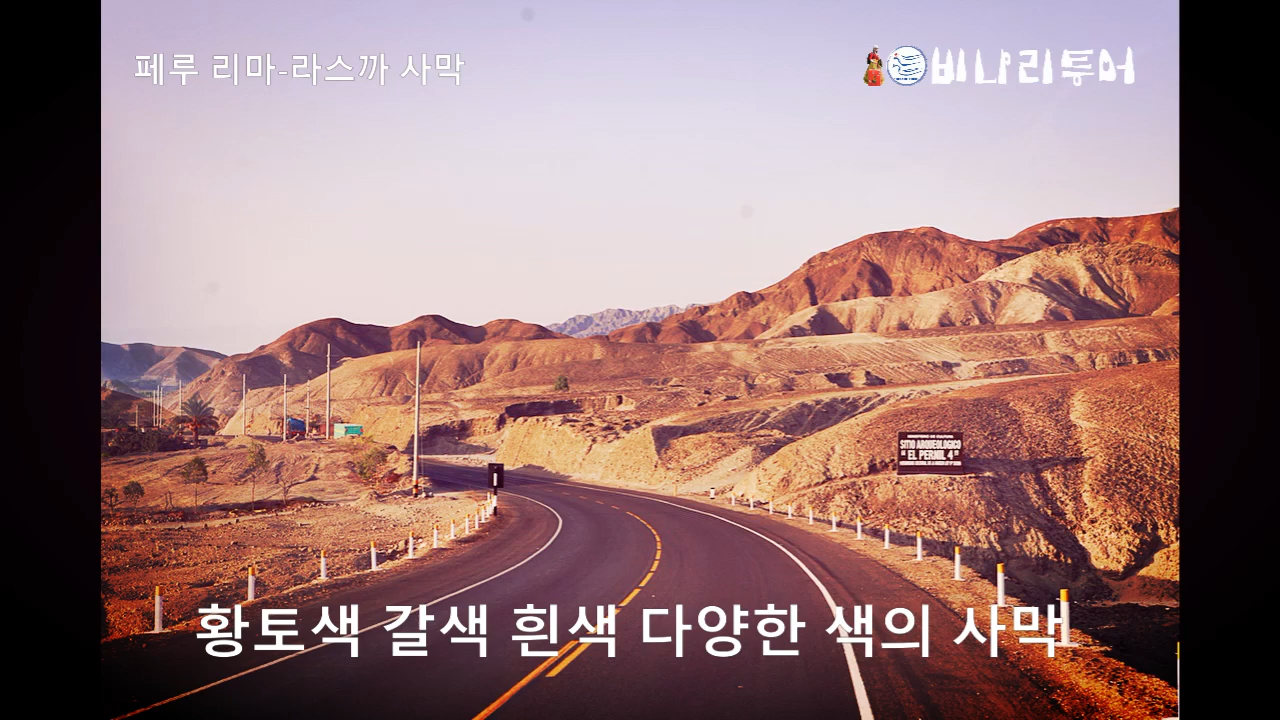 페루 리마-라스까 사막
비나리투어
SITIO ARQUEOLOGICO
"EL PERNIL 4"
황토색 갈색 흰색 다양한 색의 사막